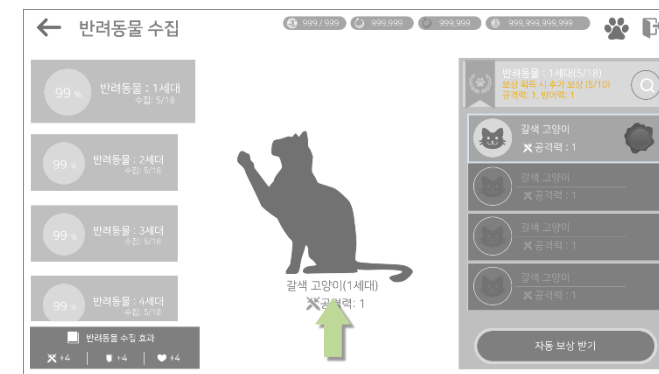 반려동물 수집
999 / 999
999,999
999,999
999,999,999,999
99 %
반려동물 : 1세대
수집: 5/18
99 %
반려동물 : 2세대
수집: 5/18
99 %
반려동물 : 3세대
수집: 5/18
99 %
반려동물 : 4세대
수집: 5/18
반려동물 수집 효과
+4
+4
+4
갈색 고양이(1세대)
공격력: 1
반려동물 : 1세대(5/18)
보상 획득 시 추가 보상 (5/10)
공격력: 1, 방어력: 1
갈색 고양이
공격력 : 1
갈색 고양이
공격력 : 1
갈색 고양이
공격력 : 1
갈색 고양이
공격력 : 1
자동 보상 받기